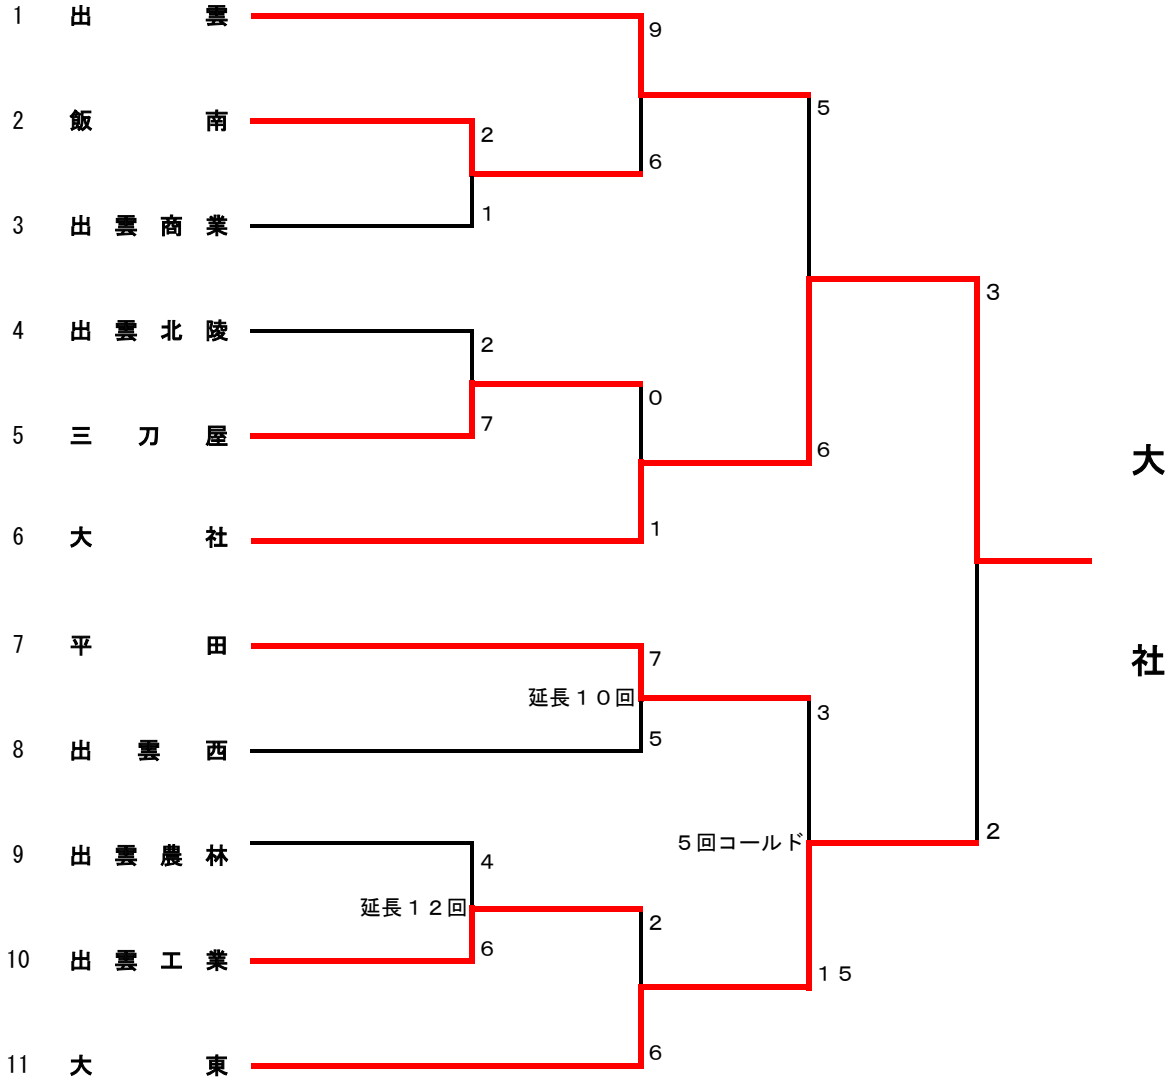 1 出雲
9
5
2 飯南
2
6
1
3 出雲商業
3
4 出雲北陵
2
0
7
5 三刀屋
6
大社
1
6 大社
7 平田
7
延長１０回
3
5
8 出雲西
2
5回コールド
9 出雲農林
4
延長１２回
2
6
10 出雲工業
１５
6
11 大東